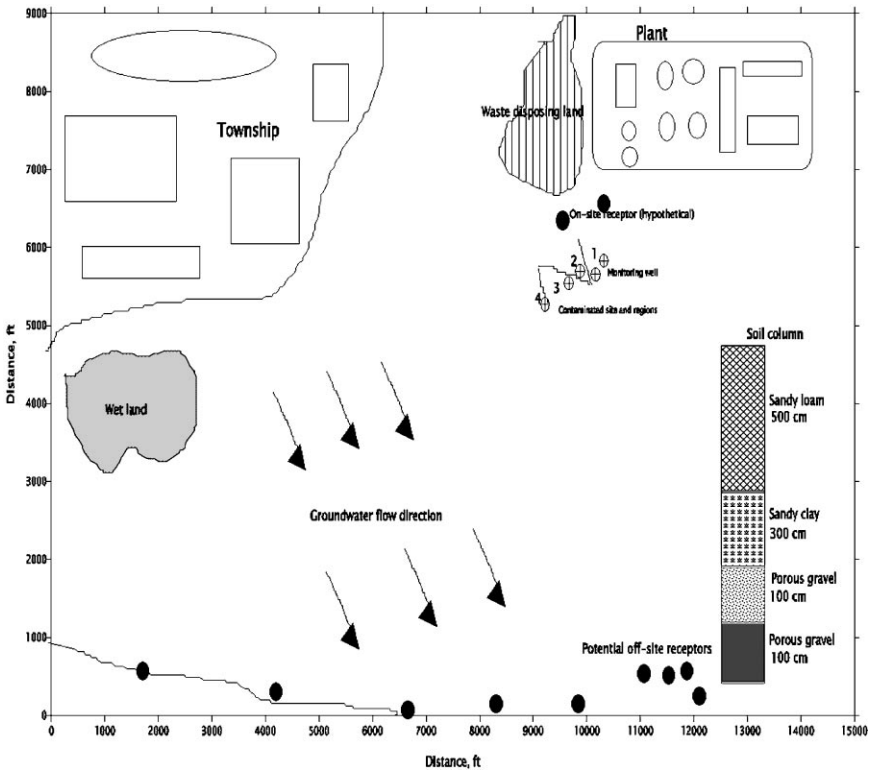 9000
8000
7000
6000
5000
4000
3000
2000
1000
0
Distance, ft
0
1000
2000
3000
4000
5000
6000
7000
8000
9000
10000
11000
12000
13000
14000
15000
Distance, ft
Plant
Waste disposing land
Township
On-site receptor (hypothetical)
1
2
Monitoring well
3
4
Contaminated site and regions
Soil column
Sandy loam
500 cm
Wet land
Groundwater flow direction
Sandy clay
300 cm
Porous gravel
100 cm
Potential off-site receptors
Porous gravel
100 cm